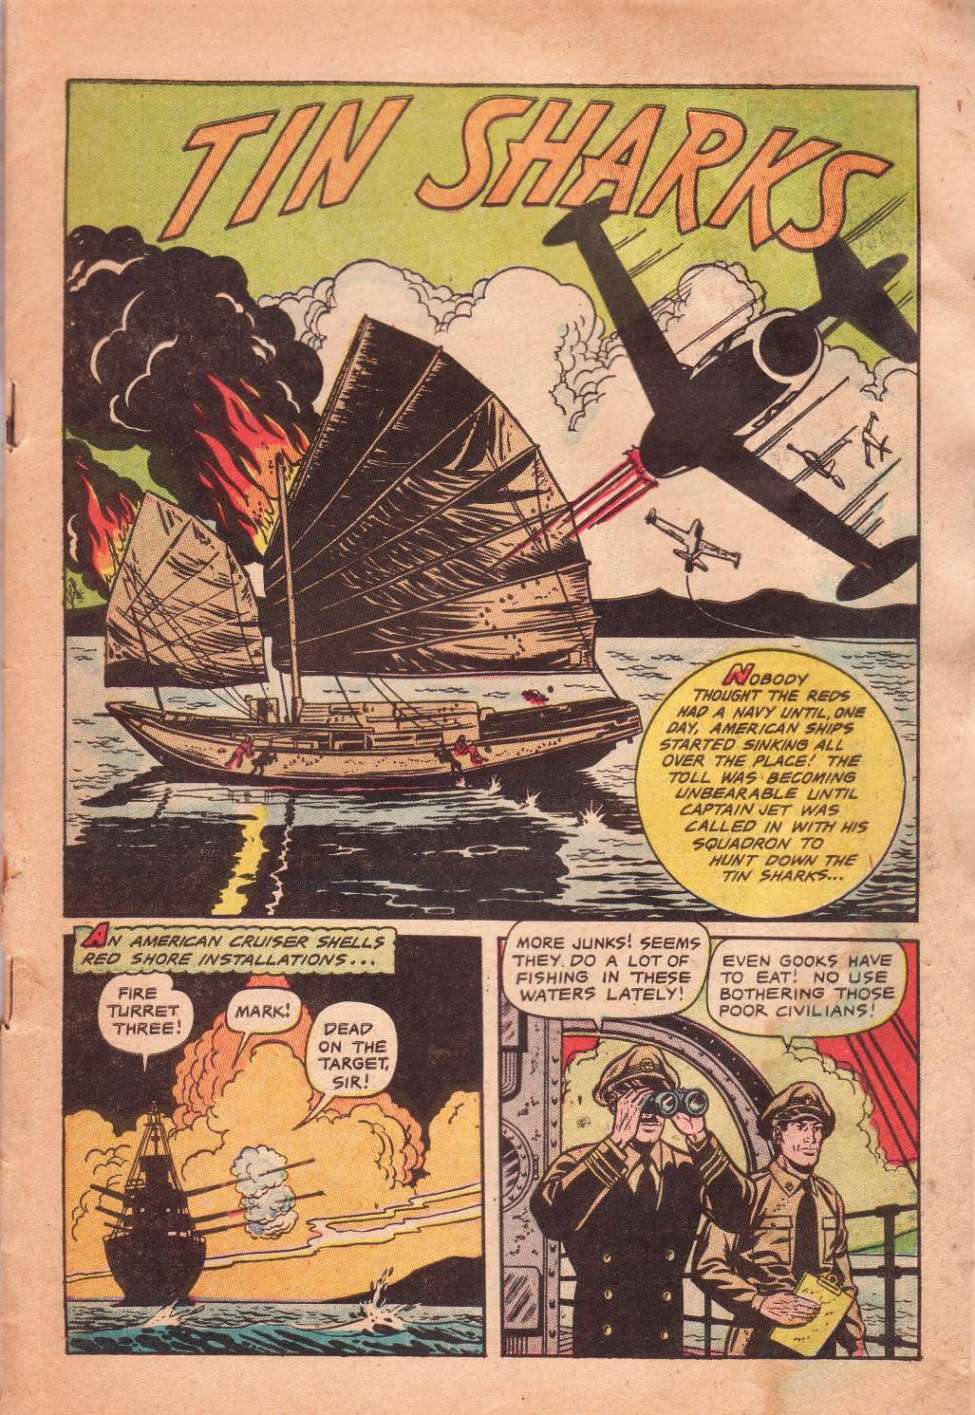 TIN SHARKS
NOBODY
THOUGHT THE REDS
HAD A NAVY UNTIL, ONE
DAY, AMERICAN SHIPS
STARTED SINKING ALL
OVER THE PLACE! THE
TOLL WAS BECOMING
UNBEARABLE UNTIL
CAPTAIN JET WAS
CALLED IN WITH HIS
SQUADRON TO
HUNT DOWN THE
TIN SHARKS...
AN AMERICAN CRUISER SHELLS
RED SHORE INSTALLATIONS...
FIRE
TURRET
THREE!
MARK!
DEAD
ON THE
TARGET,
SIR!
MORE JUNKS! SEEMS
THEY DO A LOT OF
FISHING IN THESE
WATERS LATELY!
EVEN GOOKS HAVE
TO EAT! NO USE
BOTHERING THOSE
POOR CIVILIANS!